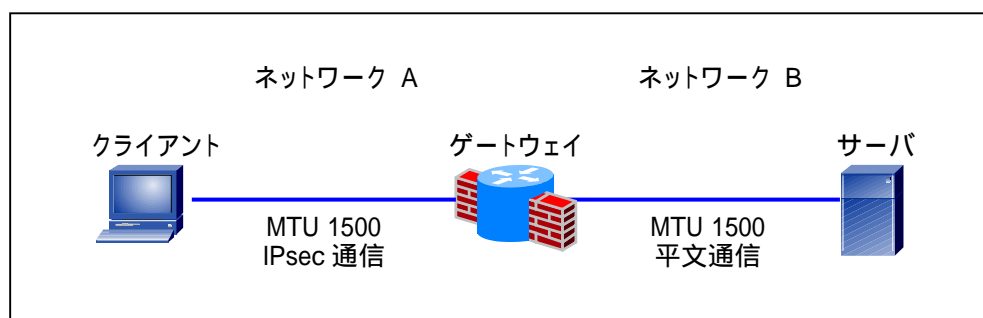 ネットワーク A
ネットワーク B
クライアント
ゲートウェイ
サーバ
MTU 1500
IPsec 通信
MTU 1500
平文通信